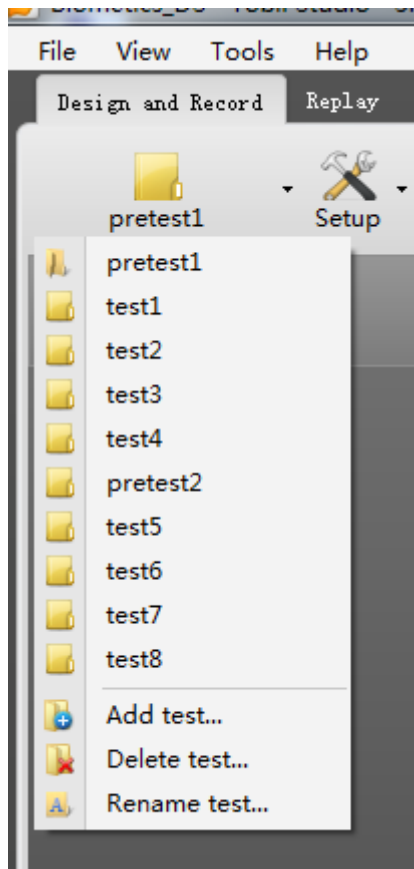 File View Tools Help
Design and Record Replay
pretest1 Setup
pretest1
test1
test2
test3
test4
pretest2
test5
test6
test7
test8
Add test...
Delete test...
Rename test...